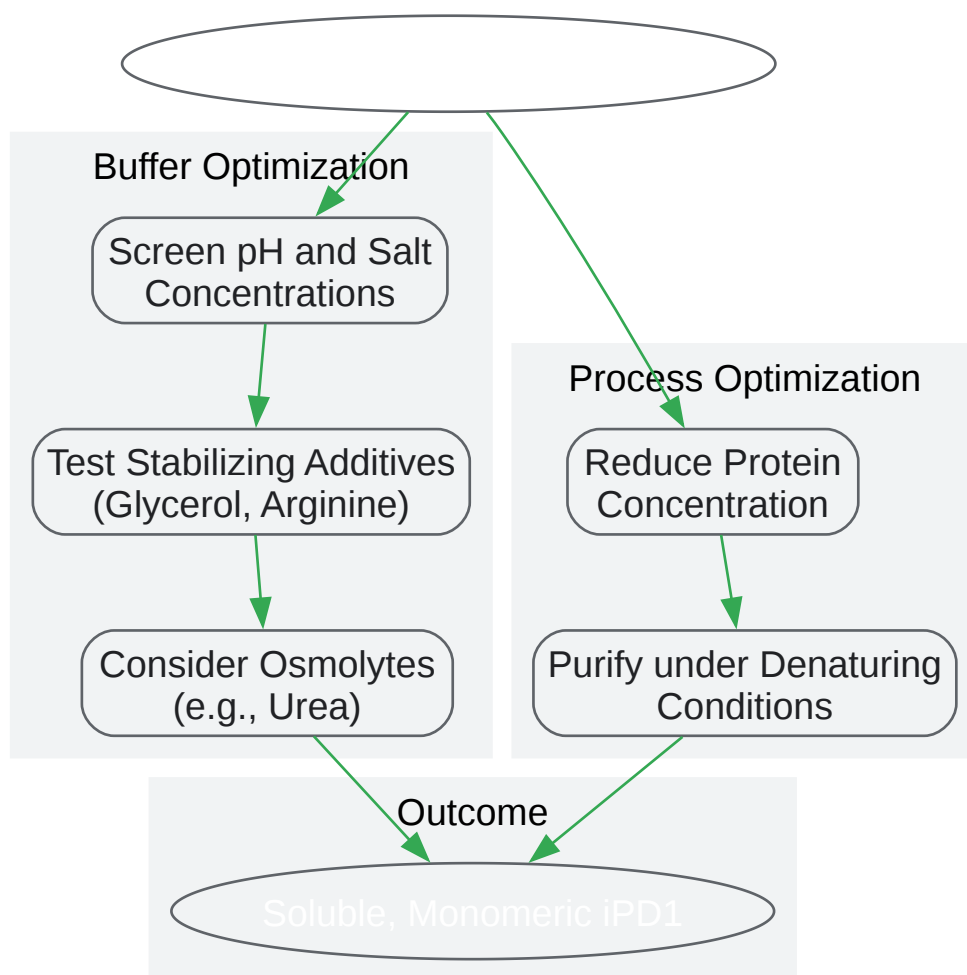 Buffer Optimization
Screen pH and Salt
Concentrations
Process Optimization
Test Stabilizing Additives
(Glycerol, Arginine)
Reduce Protein
Concentration
Consider Osmolytes
(e.g., Urea)
Purify under Denaturing
Conditions
Outcome
Soluble, Monomeric iPD1